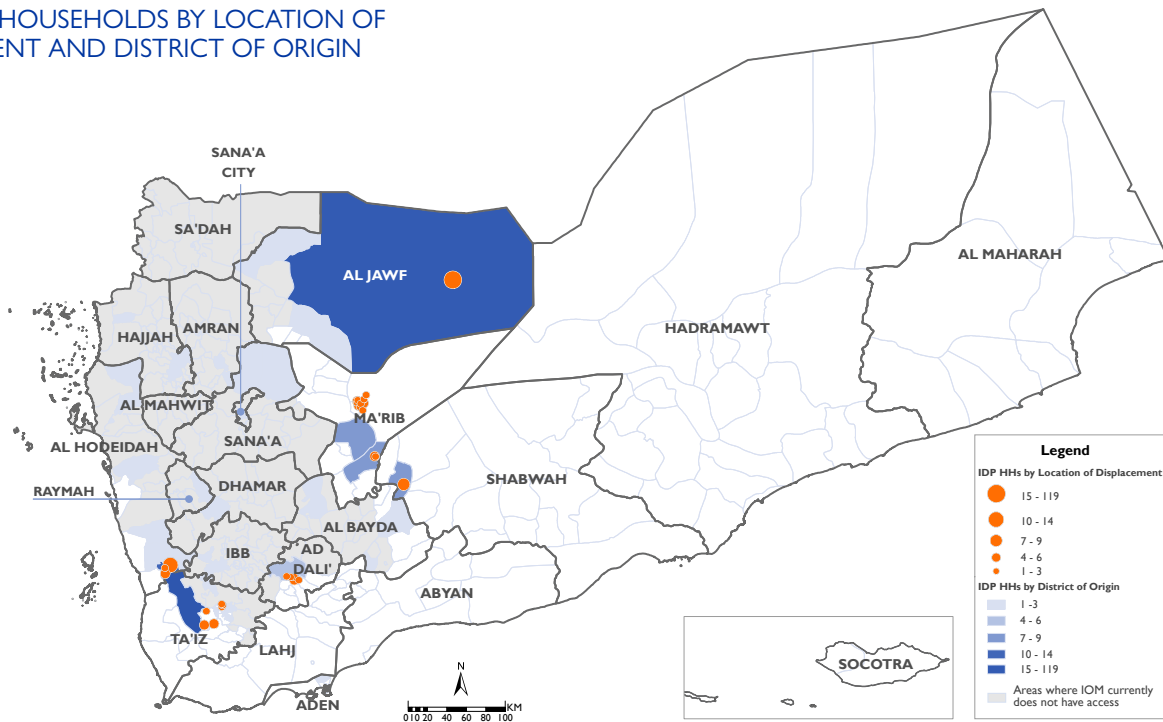 HOUSEHOLDS BY LOCATION OF
ENT AND DISTRICT OF ORIGIN
SANA'A
CITY
SA'DAH
AL JAWF
AL MAHARAH
HAJJAH
AMRAN
HADRAMAWT
AL MAHWIT
MA'RIB
AL HODEIDAH
SANA'A
SHABWAH
RAYMAH
DHAMAR
AL BAYDA
IBB
AD
DALI'
ABYAN
TA'IZ
LAHJ
ADEN
SOCOTRA
N
KM
0 10 20 40 60 80 100
Legend
IDP HHs by Location of Displacement
15 - 119
10 - 14
7 - 9
4 - 6
1 - 3
IDP HHs by District of Origin
1 -3
4 - 6
7 - 9
10 - 14
15 - 119
Areas where IOM currently
does not have access